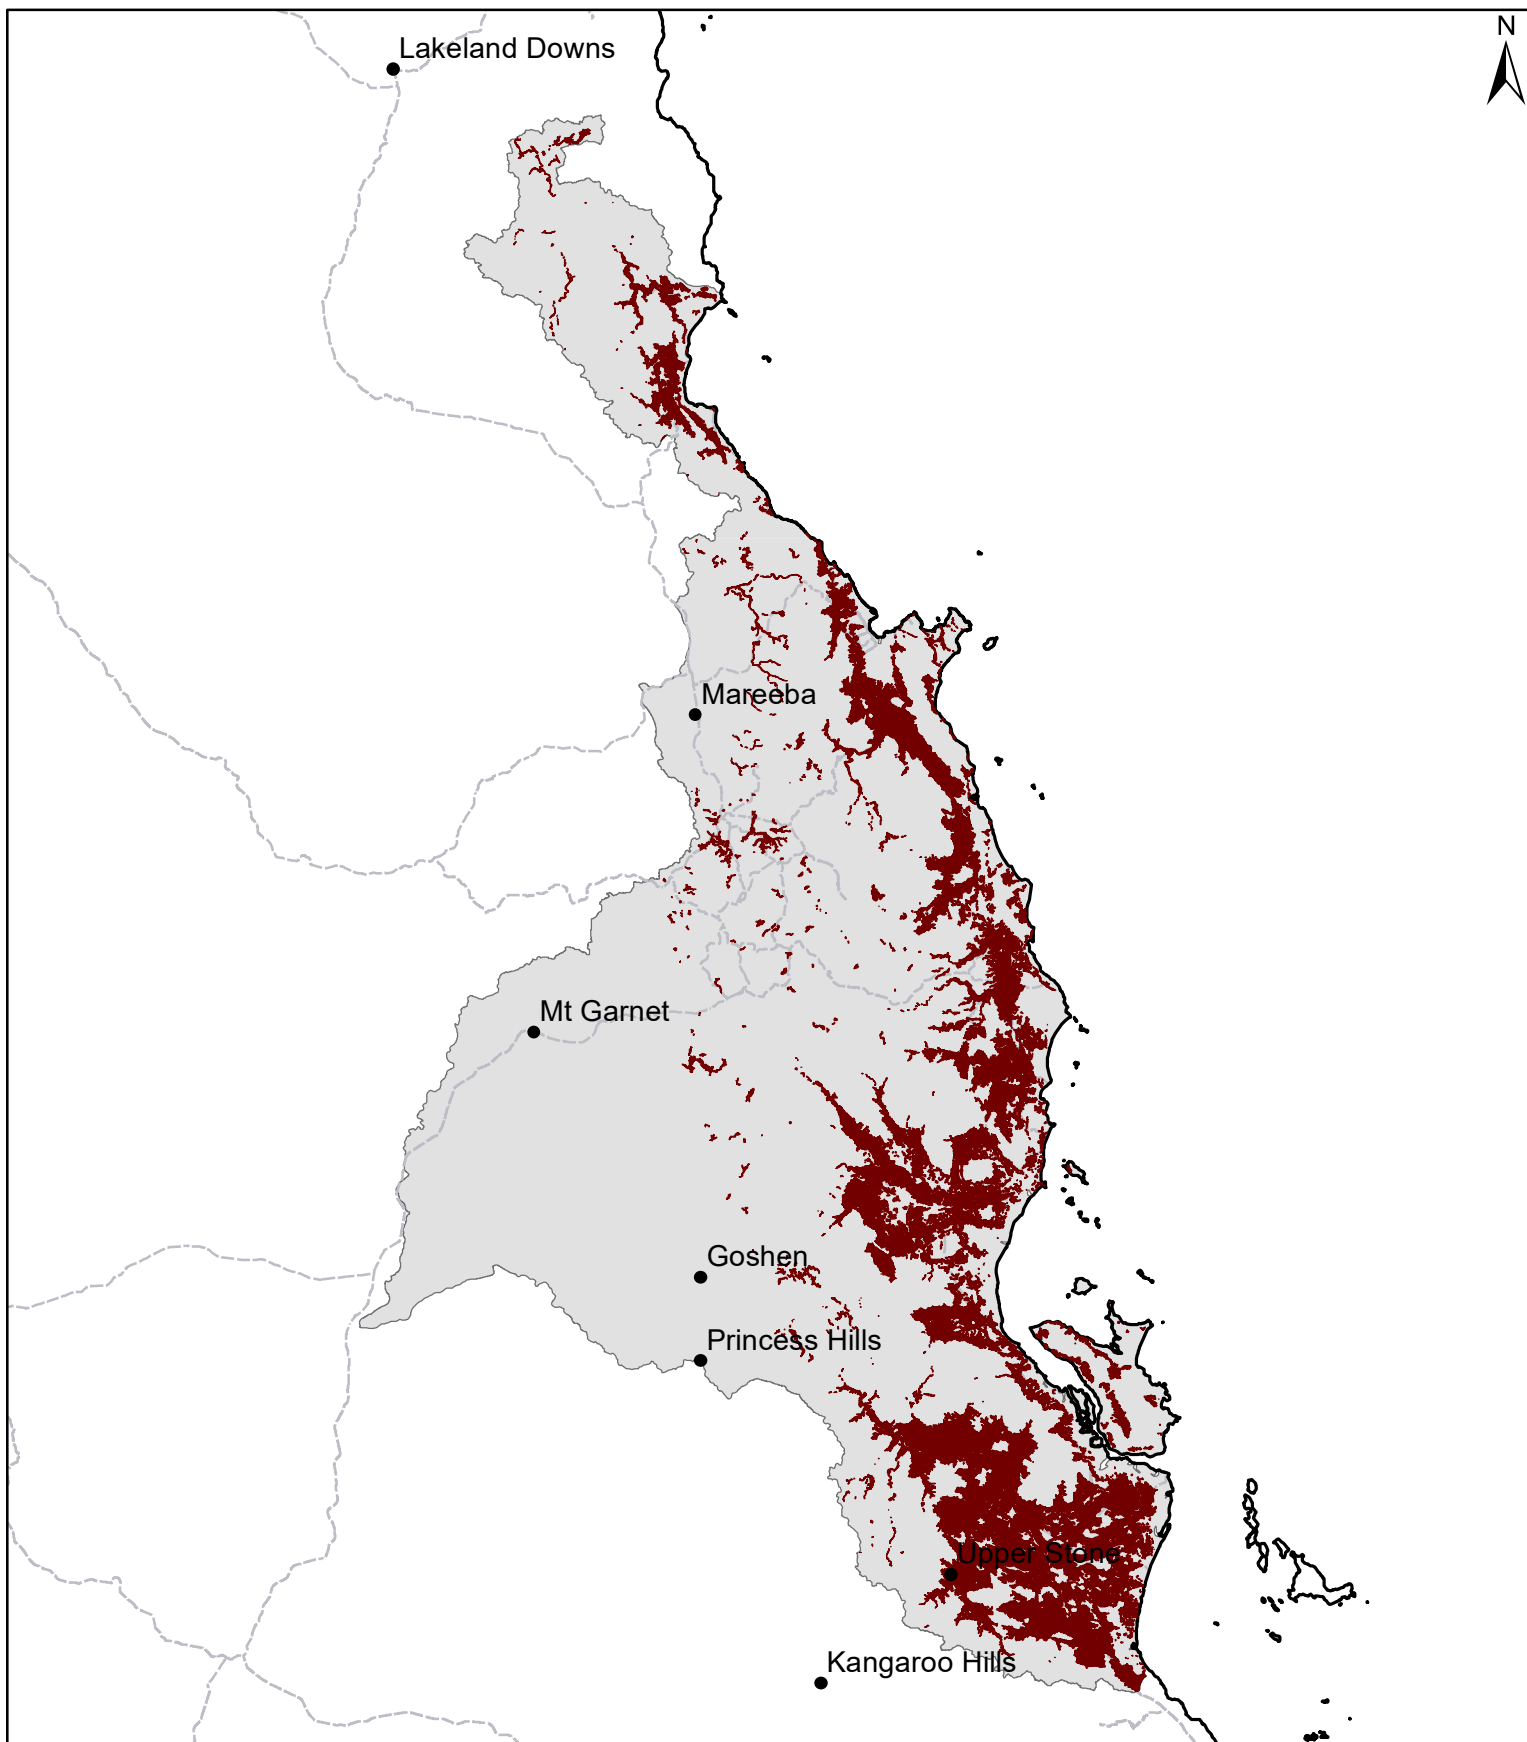 N
Lakeland Downs
Mareeba
Mt Garnet
Goshen
Princess Hills
Upper Stone
Kangaroo Hills